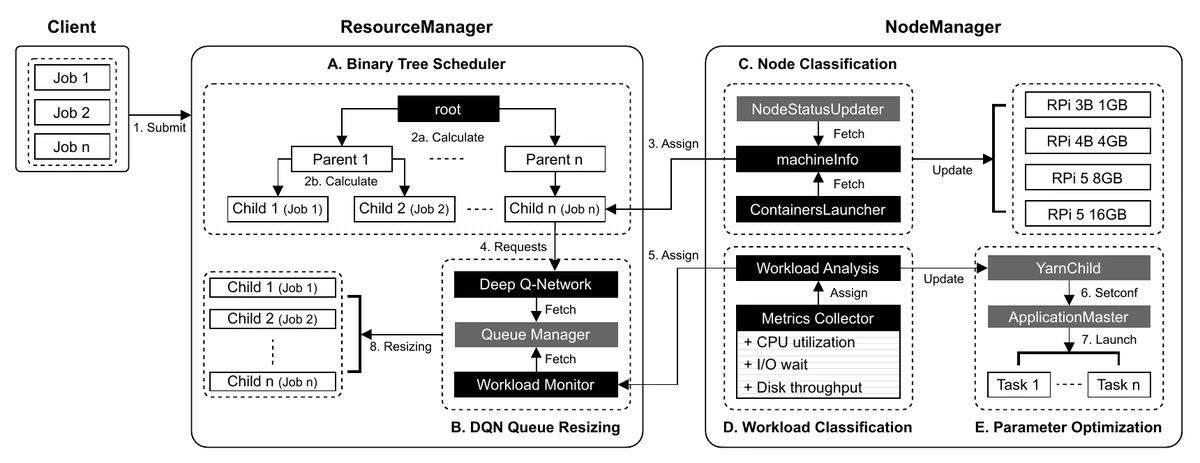 Client
Job 1
Job 2
Job n
1. Submit
ResourceManager
A. Binary Tree Scheduler
root
2a. Calculate
Parent 1
Parent n
2b. Calculate
Child 1 (Job 1)
Child 2 (Job 2)
Child n (Job n)
4. Requests
Deep Q-Network
Fetch
Queue Manager
Fetch
Workload Monitor
B. DQN Queue Resizing
8. Resizing
Child 1 (Job 1)
Child 2 (Job 2)
Child n (Job n)
3. Assign
5. Assign
NodeManager
C. Node Classification
NodeStatusUpdater
Fetch
machineInfo
Fetch
ContainersLauncher
Update
RPi 3B 1GB
RPi 4B 4GB
RPi 5 8GB
RPi 5 16GB
Workload Analysis
Assign
Metrics Collector
+ CPU utilization
+ I/O wait
+ Disk throughput
D. Workload Classification
Update
YarnChild
6. Setconf
ApplicationMaster
7. Launch
Task 1
Task n
E. Parameter Optimization